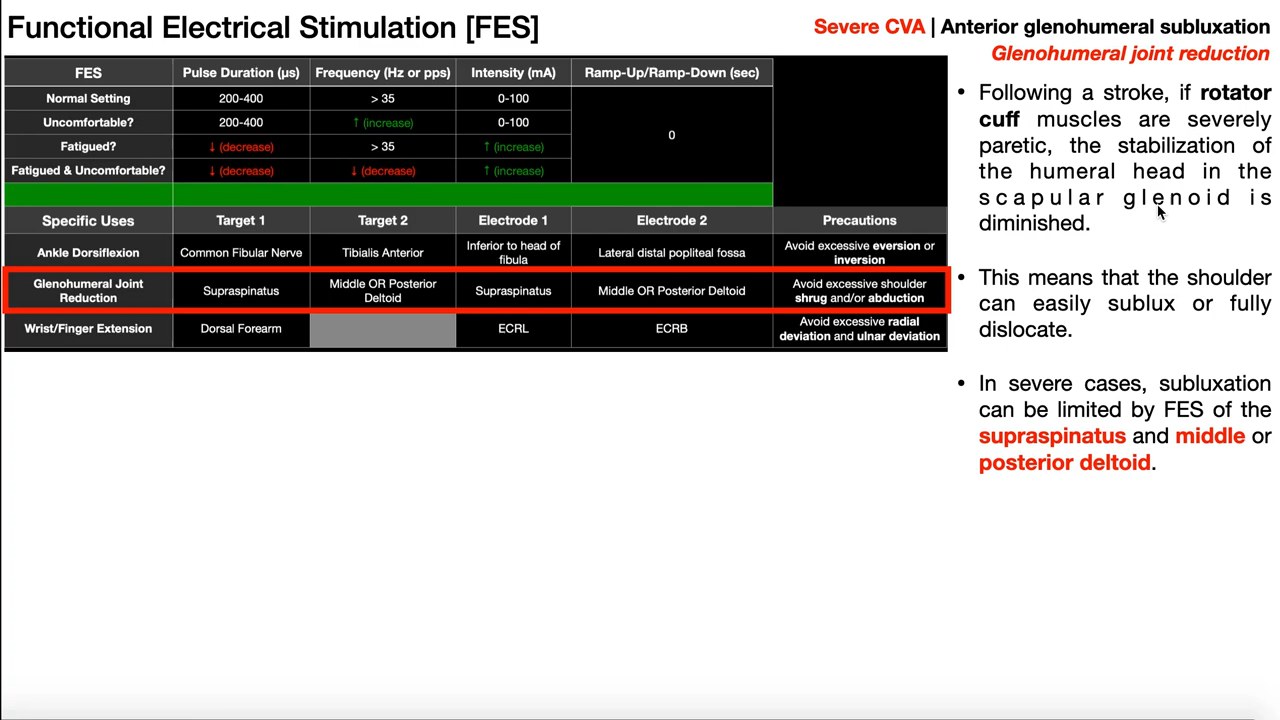 Functional Electrical Stimulation [FES]
Severe CVA | Anterior glenohumeral subluxation
Glenohumeral joint reduction
FES Pulse Duration (µs) Frequency (Hz or pps) Intensity (mA) Ramp-Up/Ramp-Down (sec)
Normal Setting 200-400 > 35 0-100
Uncomfortable? 200-400 ↑ (increase) 0-100
0
Fatigued? ↓ (decrease) > 35 ↑ (increase)
Fatigued & Uncomfortable? ↓ (decrease) ↓ (decrease) ↑ (increase)
Specific Uses Target 1 Target 2 Electrode 1 Electrode 2 Precautions
Ankle Dorsiflexion Common Fibular Nerve Tibialis Anterior Inferior to head of
fibula Lateral distal popliteal fossa Avoid excessive eversion or
inversion
Glenohumeral Joint
Reduction Supraspinatus Middle OR Posterior
Deltoid Supraspinatus Middle OR Posterior Deltoid Avoid excessive shoulder
shrug and/or abduction
Wrist/Finger Extension Dorsal Forearm ECRL ECRB Avoid excessive radial
deviation and ulnar deviation
• Following a stroke, if rotator
cuff muscles are severely
paretic, the stabilization of
the humeral head in the
scapular glenoid is
diminished.
• This means that the shoulder
can easily sublux or fully
dislocate.
• In severe cases, subluxation
can be limited by FES of the
supraspinatus and middle or
posterior deltoid.